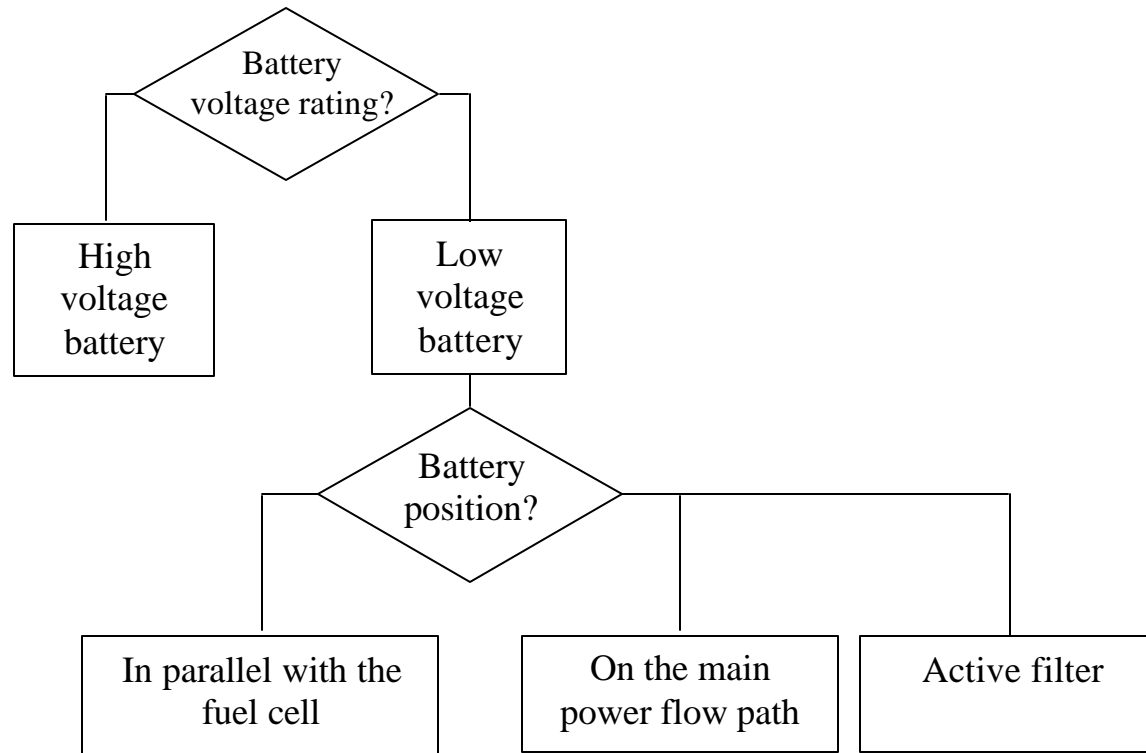 Battery
voltage rating?
High
voltage
battery
Low
voltage
battery
Battery
position?
In parallel with the
fuel cell
On the main
power flow path
Active filter